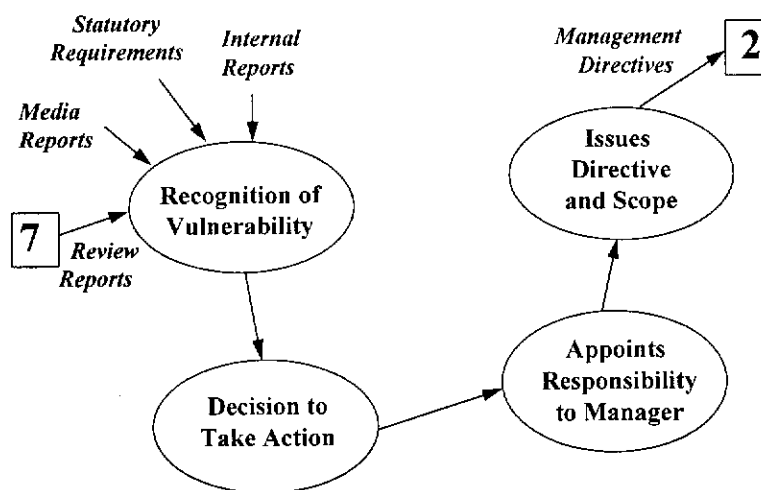 Statutory
Requirements
Internal
Reports
Media
Reports
7
Review
Reports
Recognition of
Vulnerability
Decision to
Take Action
Appoints
Responsibility
to Manager
Issues
Directive
and Scope
Management
Directives
2